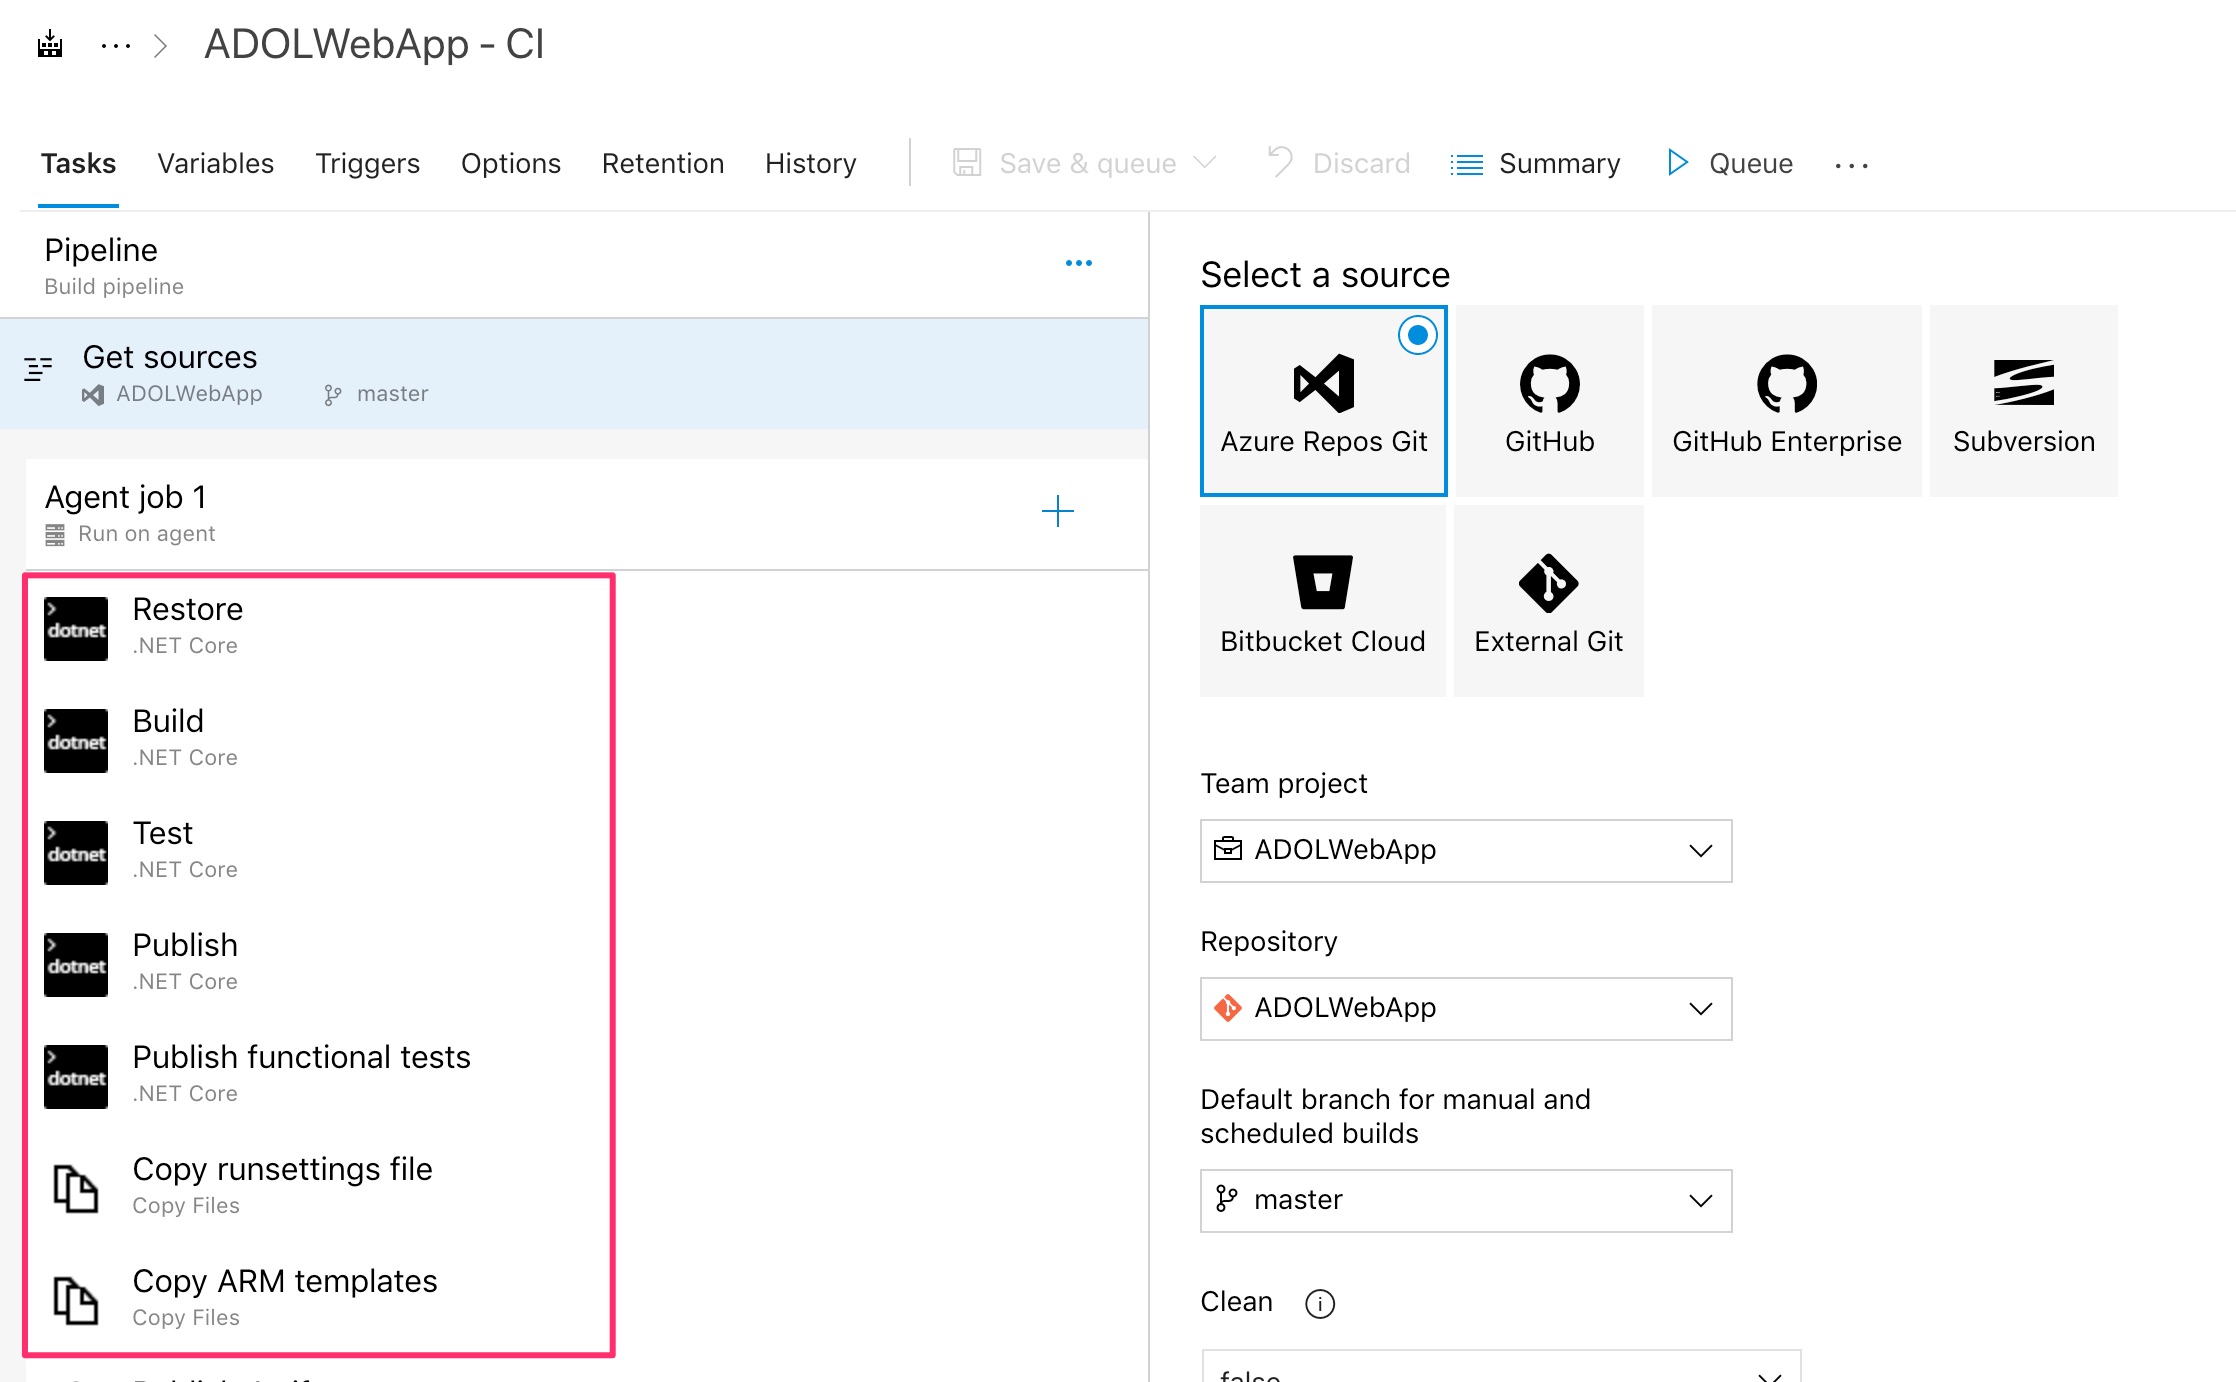 ADOLWebApp - CI
Tasks Variables Triggers Options Retention History Save & queue Discard Summary Queue
Pipeline
Build pipeline
Get sources
ADOLWebApp master
Agent job 1
Run on agent
dotnet
Restore
.NET Core
dotnet
Build
.NET Core
dotnet
Test
.NET Core
dotnet
Publish
.NET Core
dotnet
Publish functional tests
.NET Core
Copy runsettings file
Copy Files
Copy ARM templates
Copy Files
Select a source
Azure Repos Git
GitHub
GitHub Enterprise
Subversion
Bitbucket Cloud
External Git
Team project
ADOLWebApp
Repository
ADOLWebApp
Default branch for manual and
scheduled builds
master
Clean
false